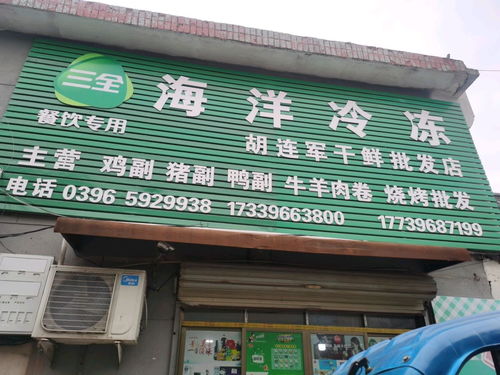 三全
海洋冷冻
餐饮专用
胡连军干鲜批发店
主营 鸡副 猪副 鸭副 牛羊肉卷 烧烤批发
电话 0396 5929938 17339663800 17739687199
Midea